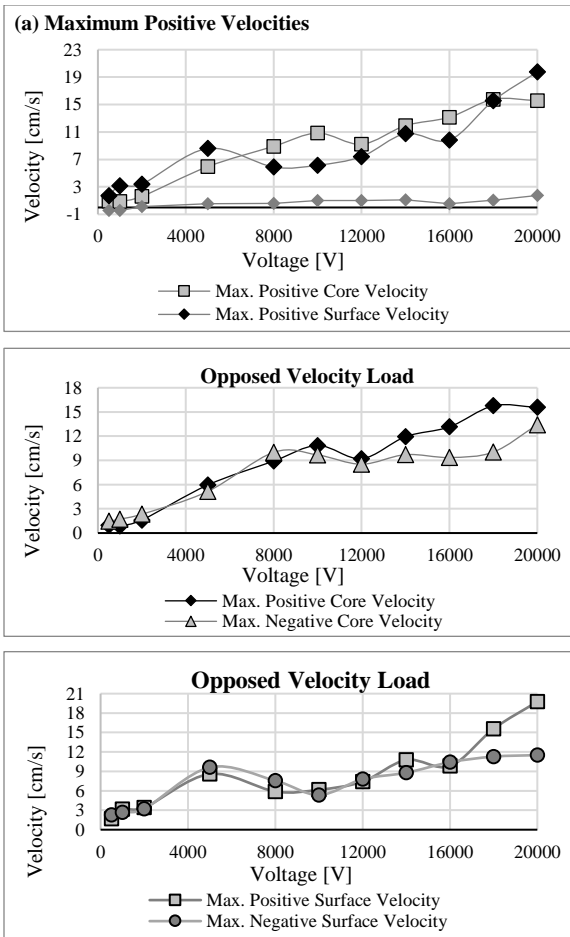 (a) Maximum Positive Velocities
23
19
15
11
7
3
-1
Velocity [cm/s]
0 4000 8000 12000 16000 20000
Voltage [V]
Max. Positive Core Velocity
Max. Positive Surface Velocity
Opposed Velocity Load
18
15
12
9
6
3
0
Velocity [cm/s]
0 4000 8000 12000 16000 20000
Voltage [V]
Max. Positive Core Velocity
Max. Negative Core Velocity
Opposed Velocity Load
21
18
15
12
9
6
3
0
Velocity [cm/s]
0 4000 8000 12000 16000 20000
Voltage [V]
Max. Positive Surface Velocity
Max. Negative Surface Velocity